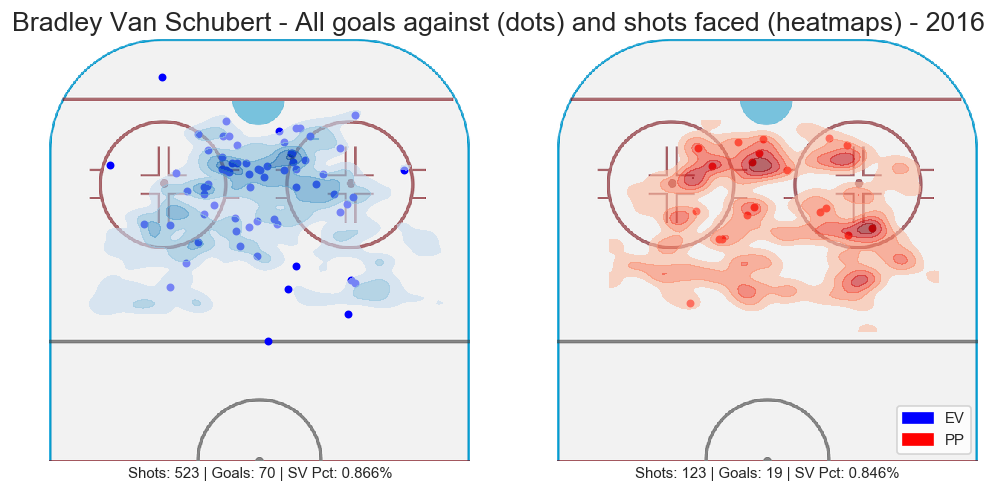 Bradley Van Schubert - All goals against (dots) and shots faced (heatmaps) - 2016
EV
PP
Shots: 523 | Goals: 70 | SV Pct: 0.866%
Shots: 123 | Goals: 19 | SV Pct: 0.846%